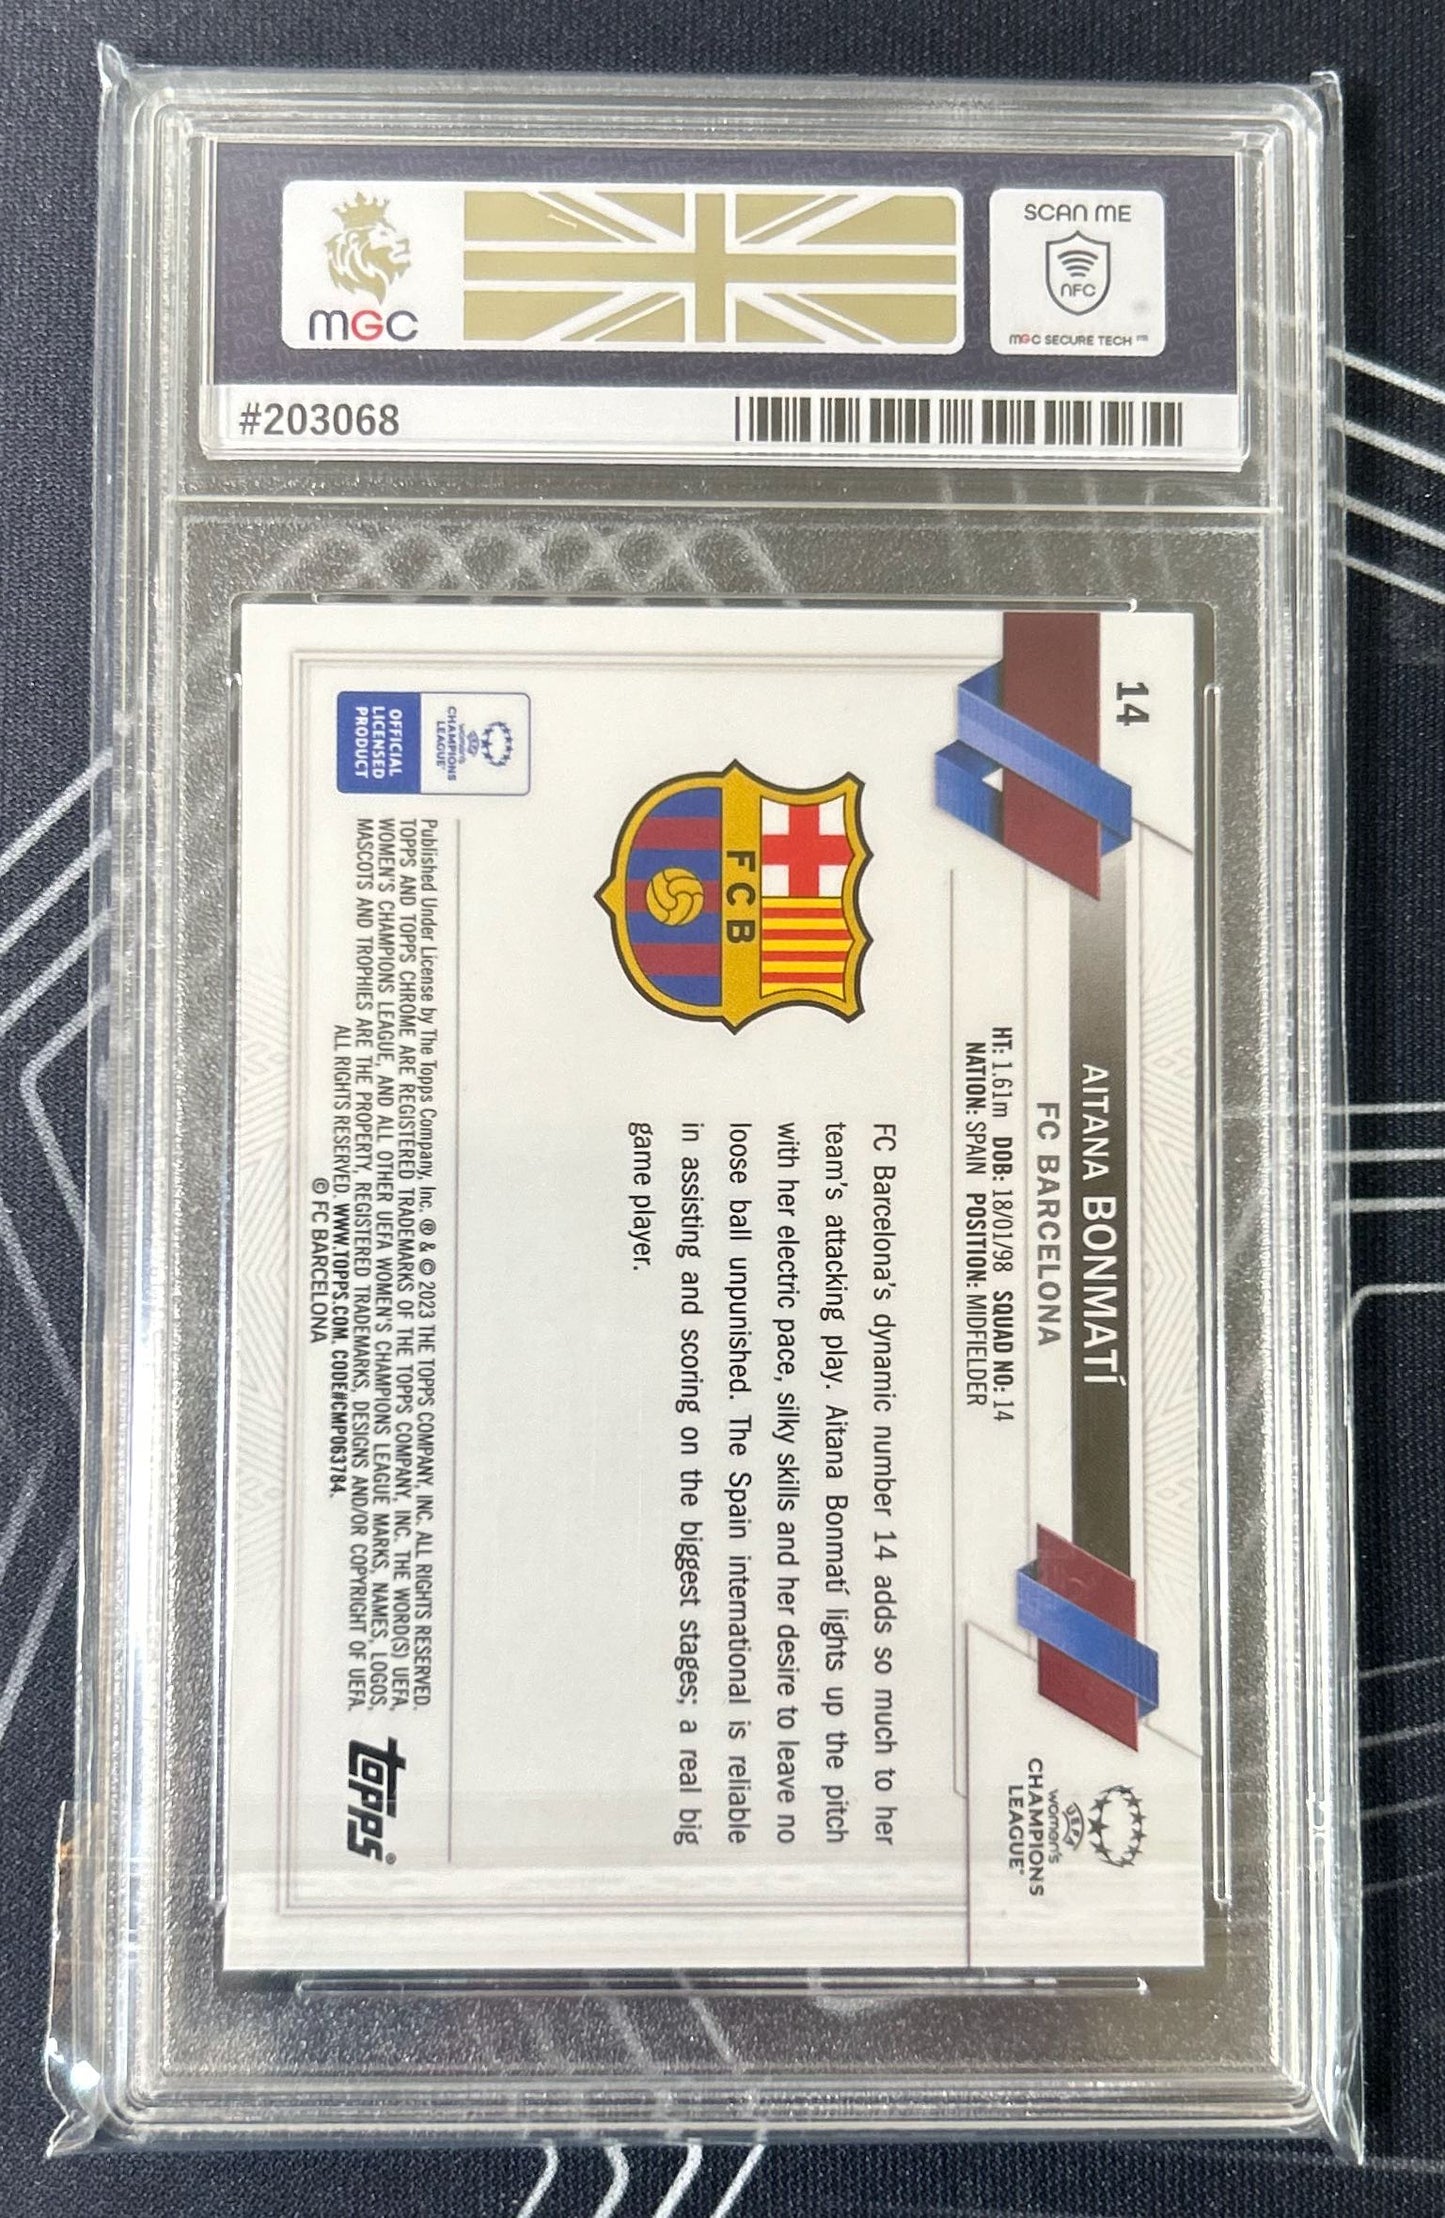 MGC
SCAN ME
NFC
MGC SECURE TECH ™
#203068
14
AITANA BONMATÍ
FC BARCELONA
HT: 1.61m DOB: 18/01/98 SQUAD NO: 14
NATION: SPAIN POSITION: MIDFIELDER
UEFA
women's
CHAMPIONS
LEAGUE
FCB
FC Barcelona's dynamic number 14 adds so much to her
team's attacking play. Aitana Bonmatí lights up the pitch
with her electric pace, silky skills and her desire to leave no
loose ball unpunished. The Spain international is reliable
in assisting and scoring on the biggest stages; a real big
game player.
UEFA
women's
CHAMPIONS
LEAGUE
OFFICIAL
LICENSED
PRODUCT
Published Under License by The Topps Company, Inc. ® & © 2023 THE TOPPS COMPANY, INC. ALL RIGHTS RESERVED.
TOPPS AND TOPPS CHROME ARE REGISTERED TRADEMARKS OF THE TOPPS COMPANY, INC. THE WORD(S) UEFA,
WOMEN'S CHAMPIONS LEAGUE, AND ALL OTHER UEFA WOMEN'S CHAMPIONS LEAGUE MARKS, NAMES, LOGOS,
MASCOTS AND TROPHIES ARE THE PROPERTY, REGISTERED TRADEMARKS, DESIGNS AND/OR COPYRIGHT OF UEFA.
ALL RIGHTS RESERVED. WWW.TOPPS.COM. CODE#CMP063784.
© FC BARCELONA
topps®